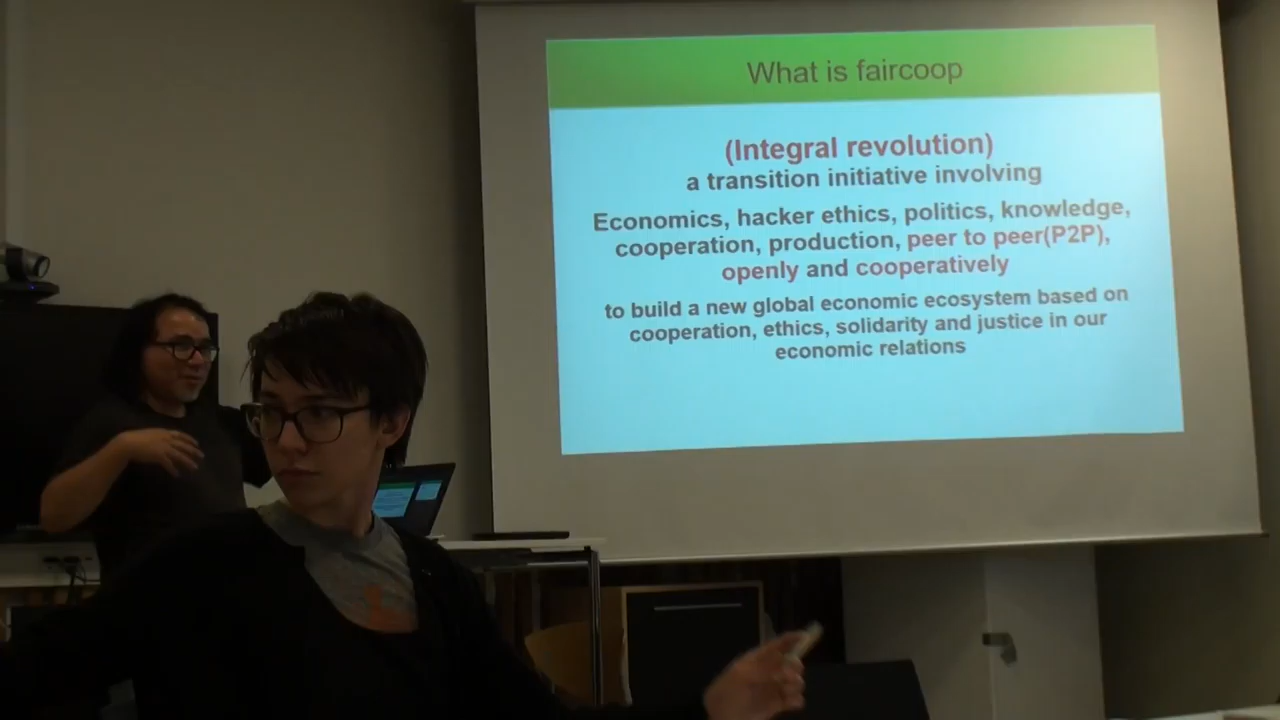 What is faircoop
(Integral revolution)
a transition initiative involving
Economics, hacker ethics, politics, knowledge,
cooperation, production, peer to peer(P2P),
openly and cooperatively
to build a new global economic ecosystem based on
cooperation, ethics, solidarity and justice in our
economic relations